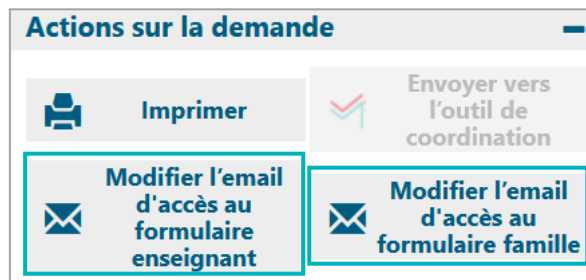 Actions sur la demande
Imprimer
Envoyer vers
l'outil de
coordination
Modifier l'email
d'accès au
formulaire
enseignant
Modifier l'email
d'accès au
formulaire famille